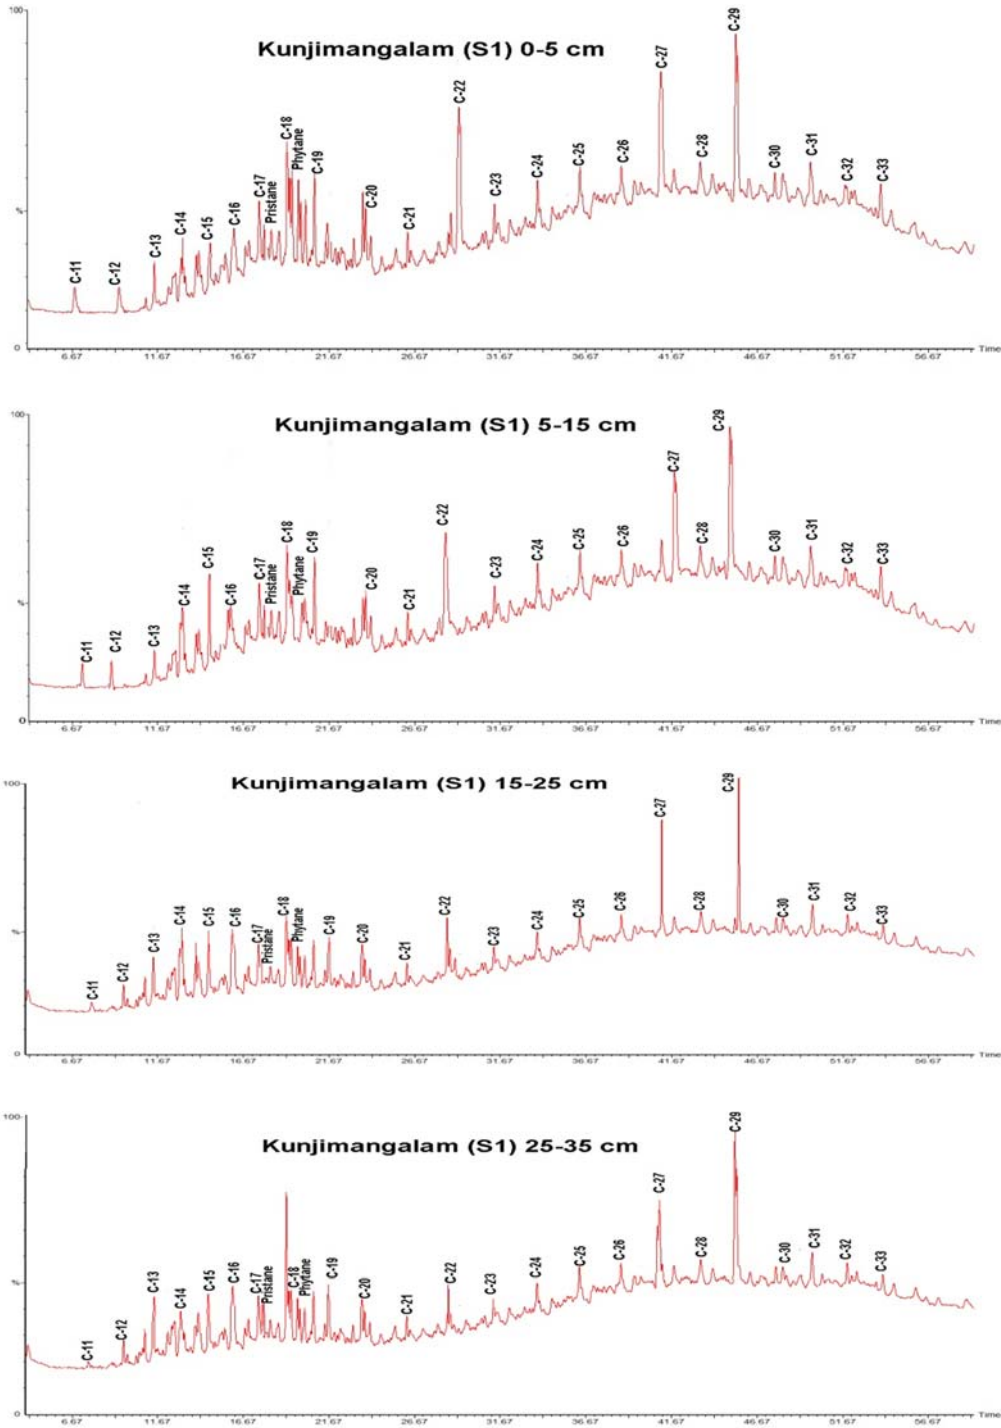 100
Kunjimangalam (S1) 0-5 cm
C-11
C-12
C-13
C-14
C-15
C-16
C-17
Pristane
C-18
Phytane
C-19
C-20
C-21
C-22
C-23
C-24
C-25
C-26
C-27
C-28
C-29
C-30
C-31
C-32
C-33
%
0
6.67 11.67 16.67 21.67 26.67 31.67 36.67 41.67 46.67 51.67 56.67 Time
100
Kunjimangalam (S1) 5-15 cm
C-11
C-12
C-13
C-14
C-15
C-16
C-17
Pristane
C-18
Phytane
C-19
C-20
C-21
C-22
C-23
C-24
C-25
C-26
C-27
C-28
C-29
C-30
C-31
C-32
C-33
%
0
6.67 11.67 16.67 21.67 26.67 31.67 36.67 41.67 46.67 51.67 56.67 Time
100
Kunjimangalam (S1) 15-25 cm
C-11
C-12
C-13
C-14
C-15
C-16
C-17
Pristane
C-18
Phytane
C-19
C-20
C-21
C-22
C-23
C-24
C-25
C-26
C-27
C-28
C-29
C-30
C-31
C-32
C-33
%
0
6.67 11.67 16.67 21.67 26.67 31.67 36.67 41.67 46.67 51.67 56.67 Time
100
Kunjimangalam (S1) 25-35 cm
C-11
C-12
C-13
C-14
C-15
C-16
C-17
Pristane
C-18
Phytane
C-19
C-20
C-21
C-22
C-23
C-24
C-25
C-26
C-27
C-28
C-29
C-30
C-31
C-32
C-33
%
0
6.67 11.67 16.67 21.67 26.67 31.67 36.67 41.67 46.67 51.67 56.67 Time